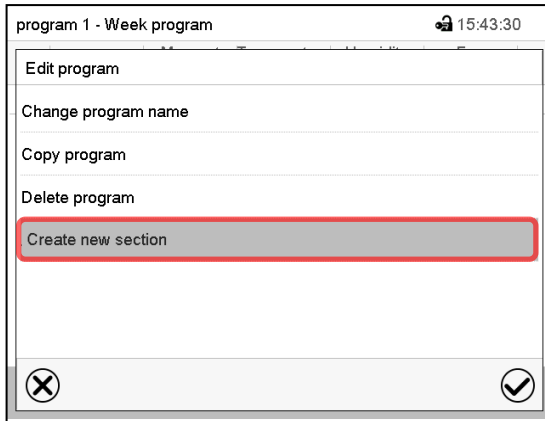 program 1 - Week program 15:43:30
Edit program
Change program name
Copy program
Delete program
Create new section